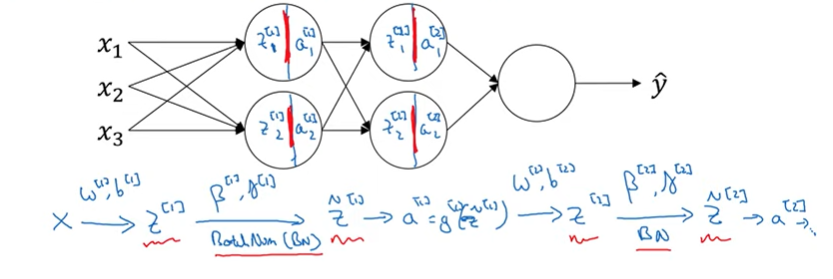 x₁ z₁^[1] a₁^[1] z₁^[2] a₁^[2]
x₂ ŷ
x₃ z₂^[1] a₂^[1] z₂^[2] a₂^[2]
w^[1], b^[1] β^[1], γ^[1] w^[2], b^[2] β^[2], γ^[2]
X → z^[1] → z̃^[1] → a^[1] = g^[1](z̃^[1]) → z^[2] → z̃^[2] → a^[2] → ...
Batch Norm (BN) BN